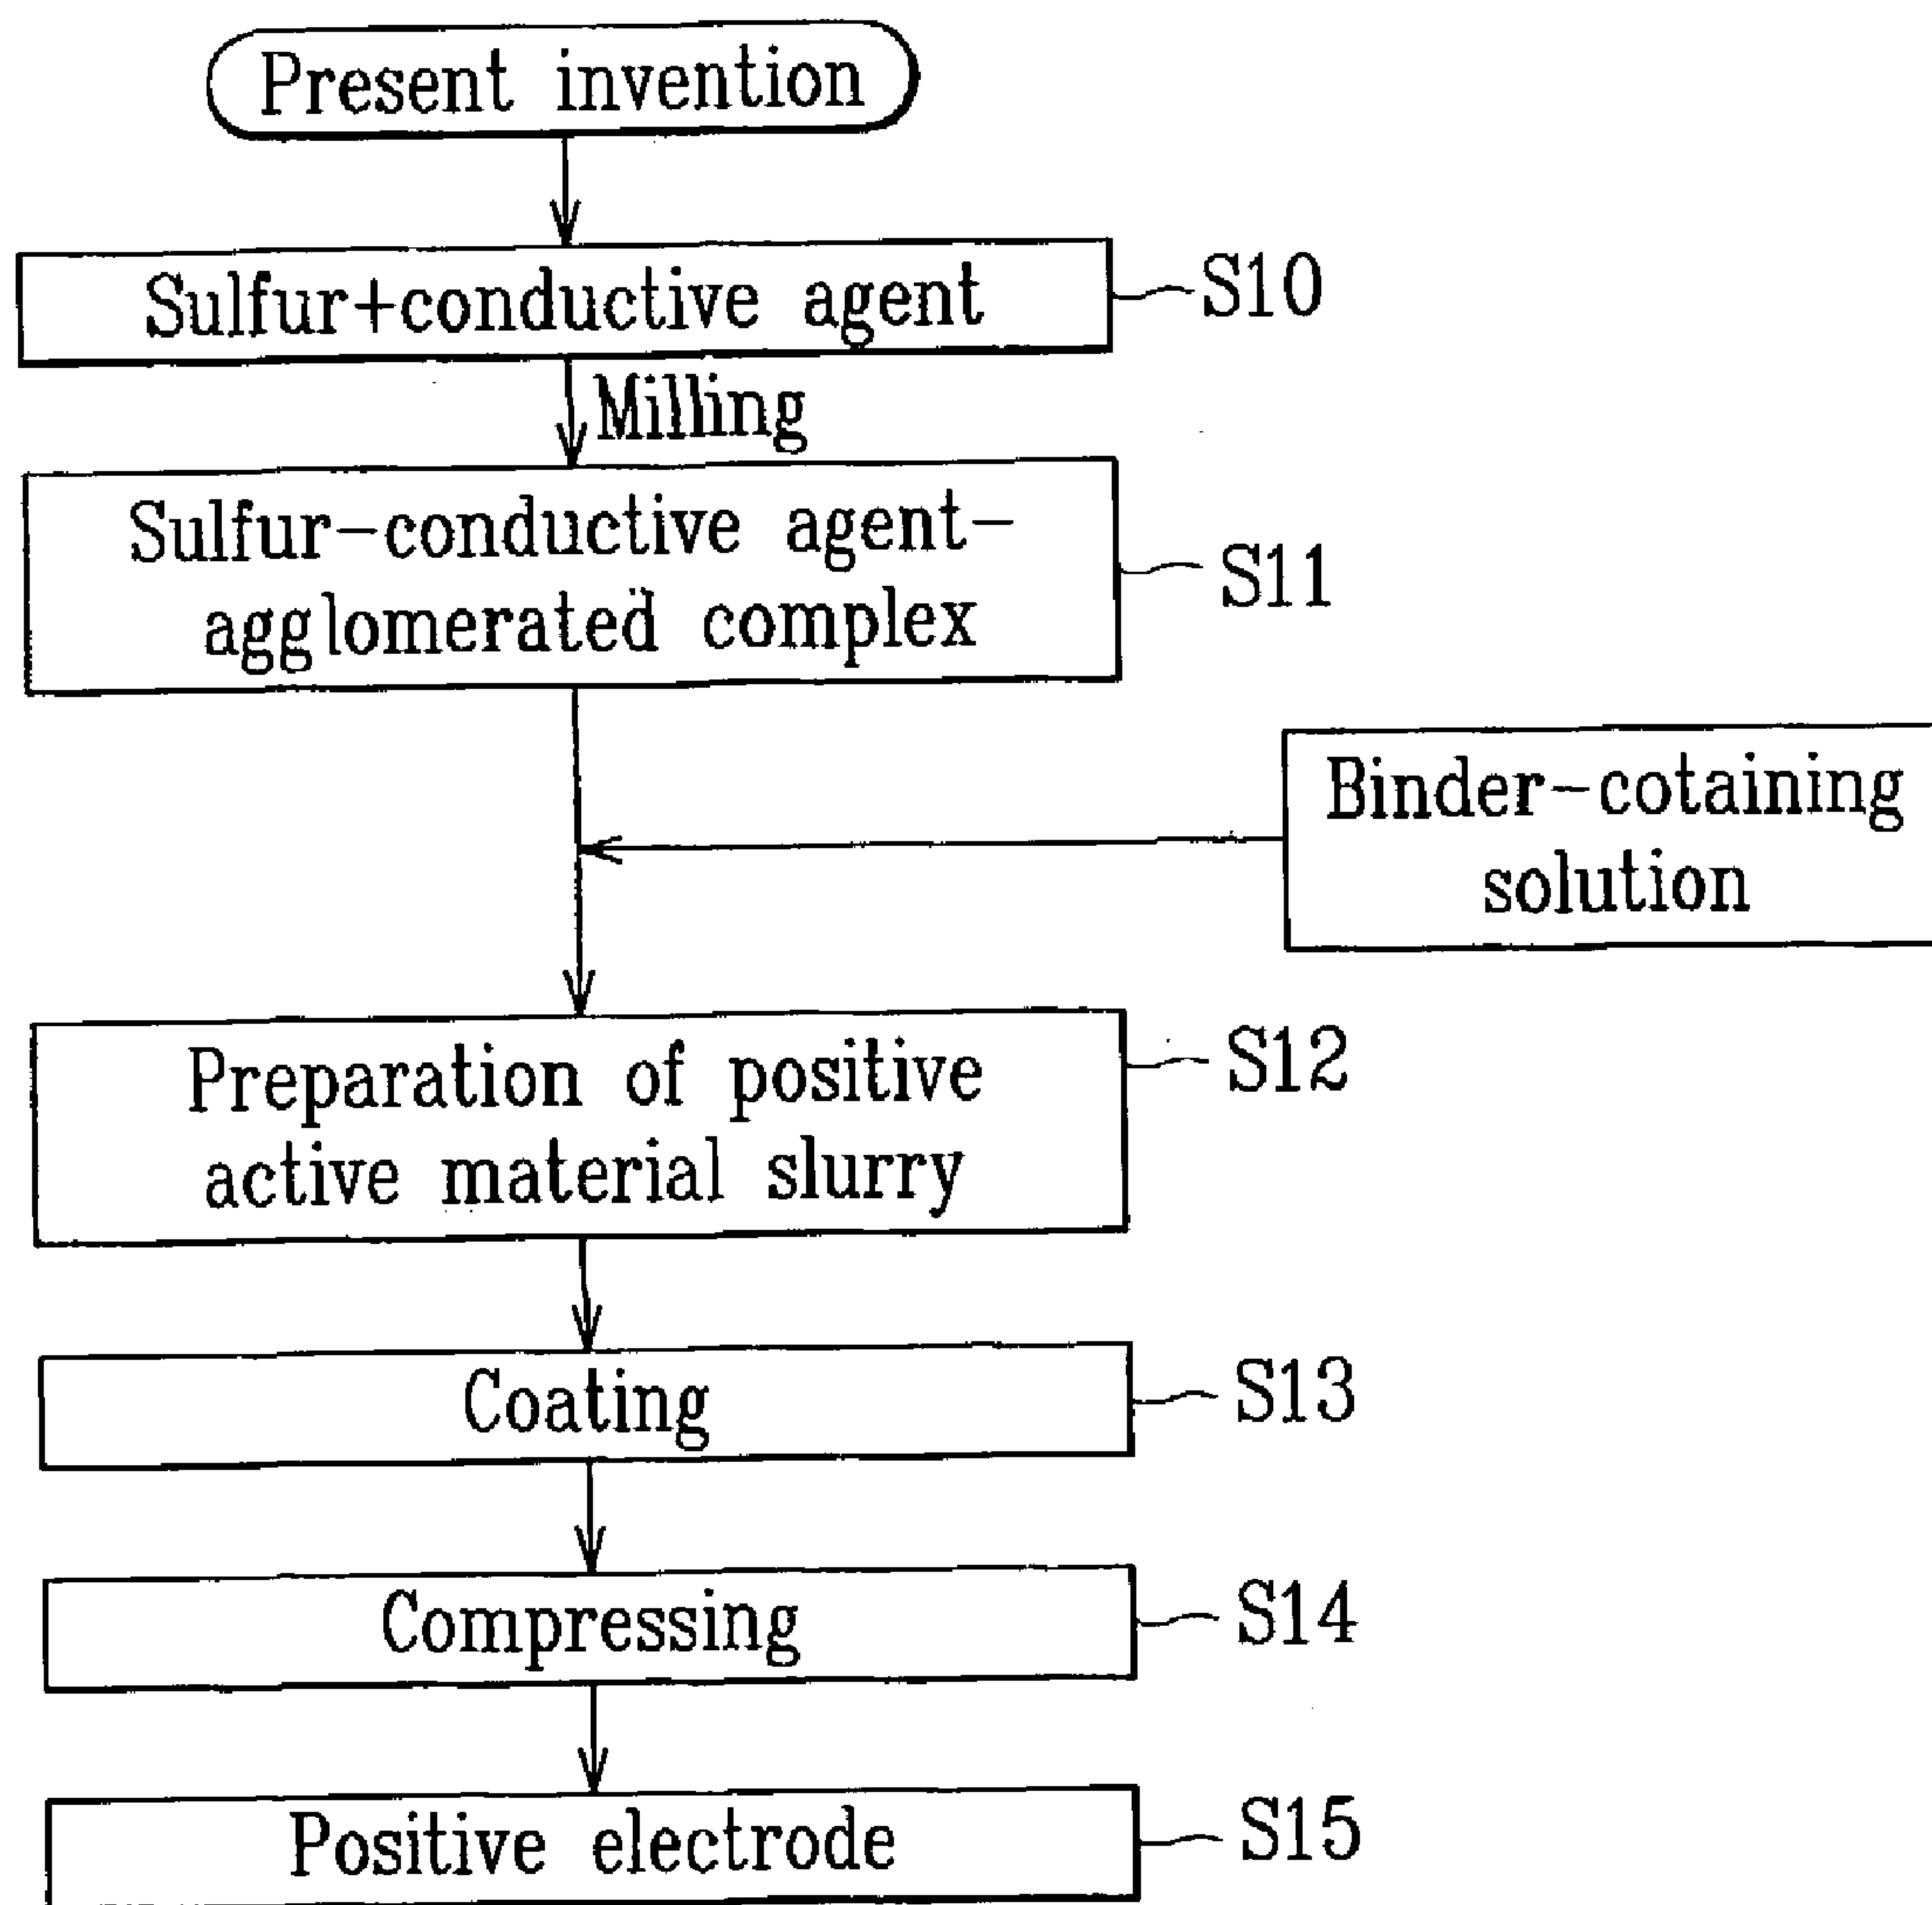 Present invention
Sulfur+conductive agent
S10
Milling
Sulfur-conductive agent-
agglomerated complex
S11
Binder-cotaining
solution
Preparation of positive
active material slurry
S12
Coating
S13
Compressing
S14
Positive electrode
S15